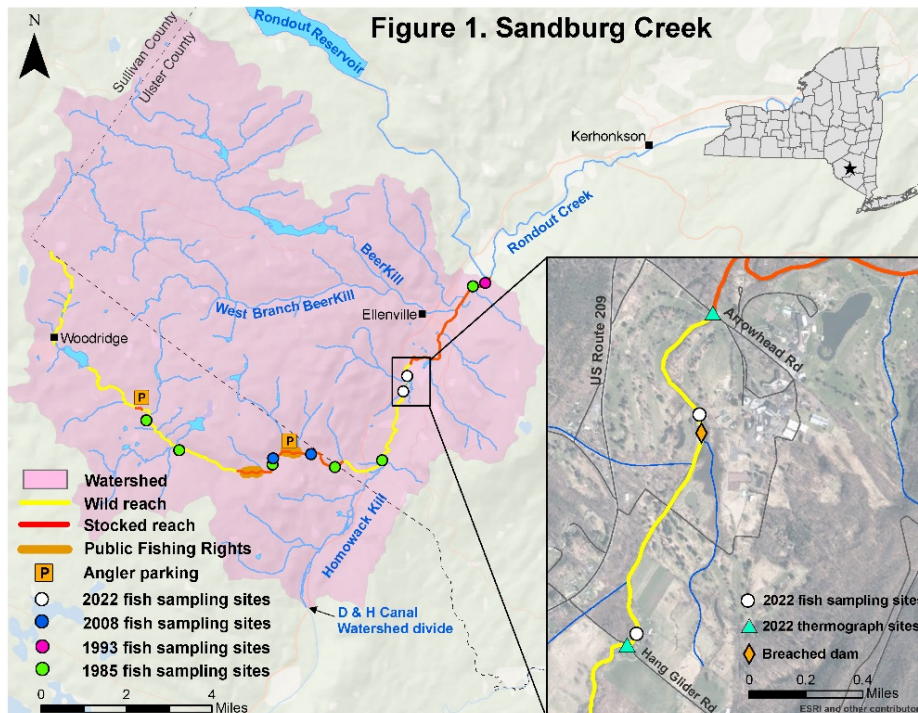 Figure 1. Sandburg Creek
N
Sullivan County
Ulster County
Rondout Reservoir
Kerhonkson
Rondout Creek
BeerKill
West Branch BeerKill
Ellenville
Woodridge
P
P
Homowack Kill
D & H Canal
Watershed divide
Watershed
Wild reach
Stocked reach
Public Fishing Rights
P Angler parking
2022 fish sampling sites
2008 fish sampling sites
1993 fish sampling sites
1985 fish sampling sites
0 2 4
Miles
US Route 209
Arrowhead Rd
Hang Glider Rd
2022 fish sampling sites
2022 thermograph sites
Breached dam
0 0.2 0.4
Miles
ESRI and other contributor